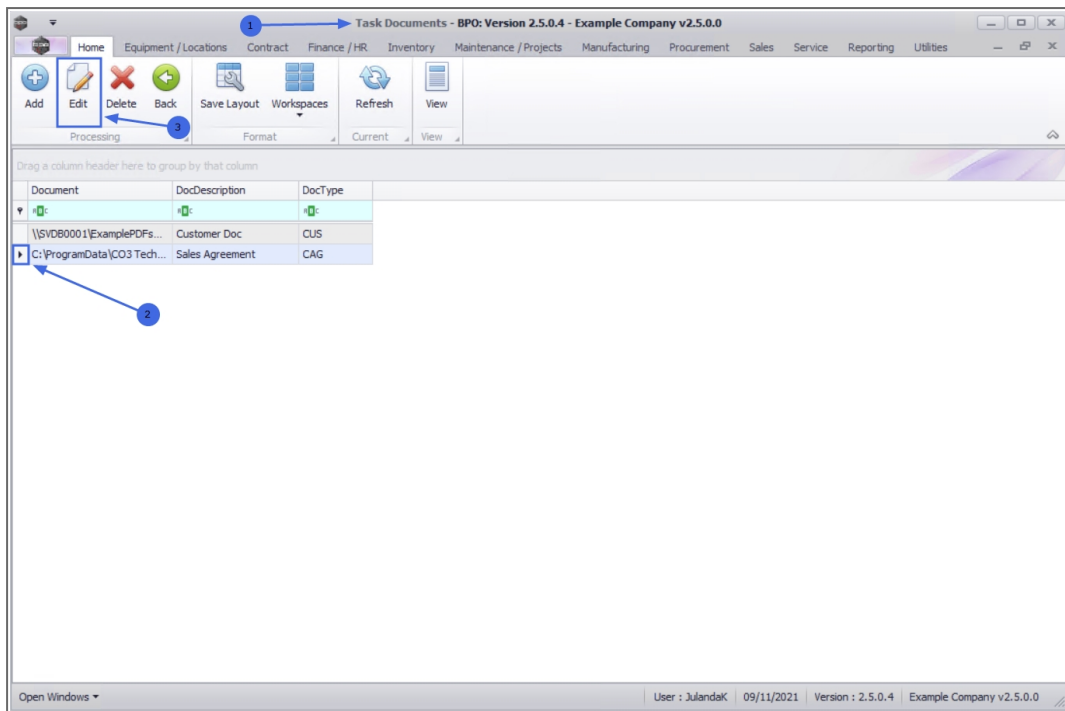 1
Task Documents - BPO: Version 2.5.0.4 - Example Company v2.5.0.0
Home Equipment / Locations Contract Finance / HR Inventory Maintenance / Projects Manufacturing Procurement Sales Service Reporting Utilities
Add Edit Delete Back Save Layout Workspaces Refresh View
3
Processing Format Current View
Drag a column header here to group by that column
Document DocDescription DocType
\\SVDB0001\ExamplePDFs... Customer Doc CUS
C:\ProgramData\CO3 Tech... Sales Agreement CAG
2
Open Windows User : JulandaK 09/11/2021 Version : 2.5.0.4 Example Company v2.5.0.0